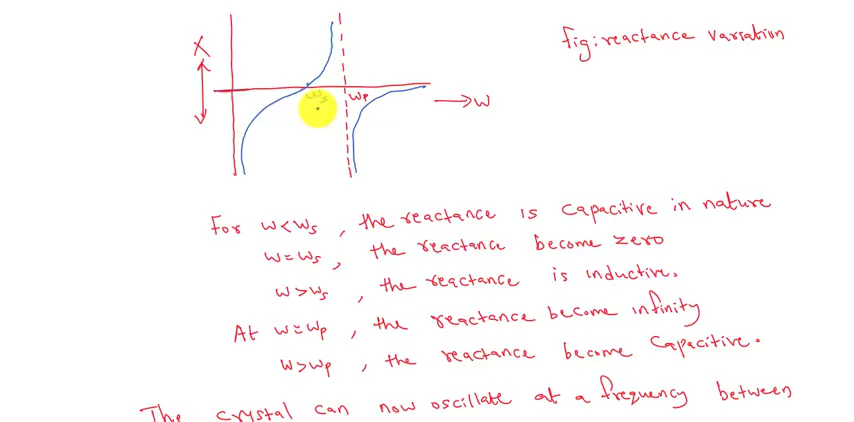 fig: reactance variation
X
ws
wp
w
For w<ws, the reactance is capacitive in nature
w=ws, the reactance become zero
w>ws, the reactance is inductive.
At w=wp, the reactance become infinity
w>wp, the reactance become capacitive.
The crystal can now oscillate at a frequency between